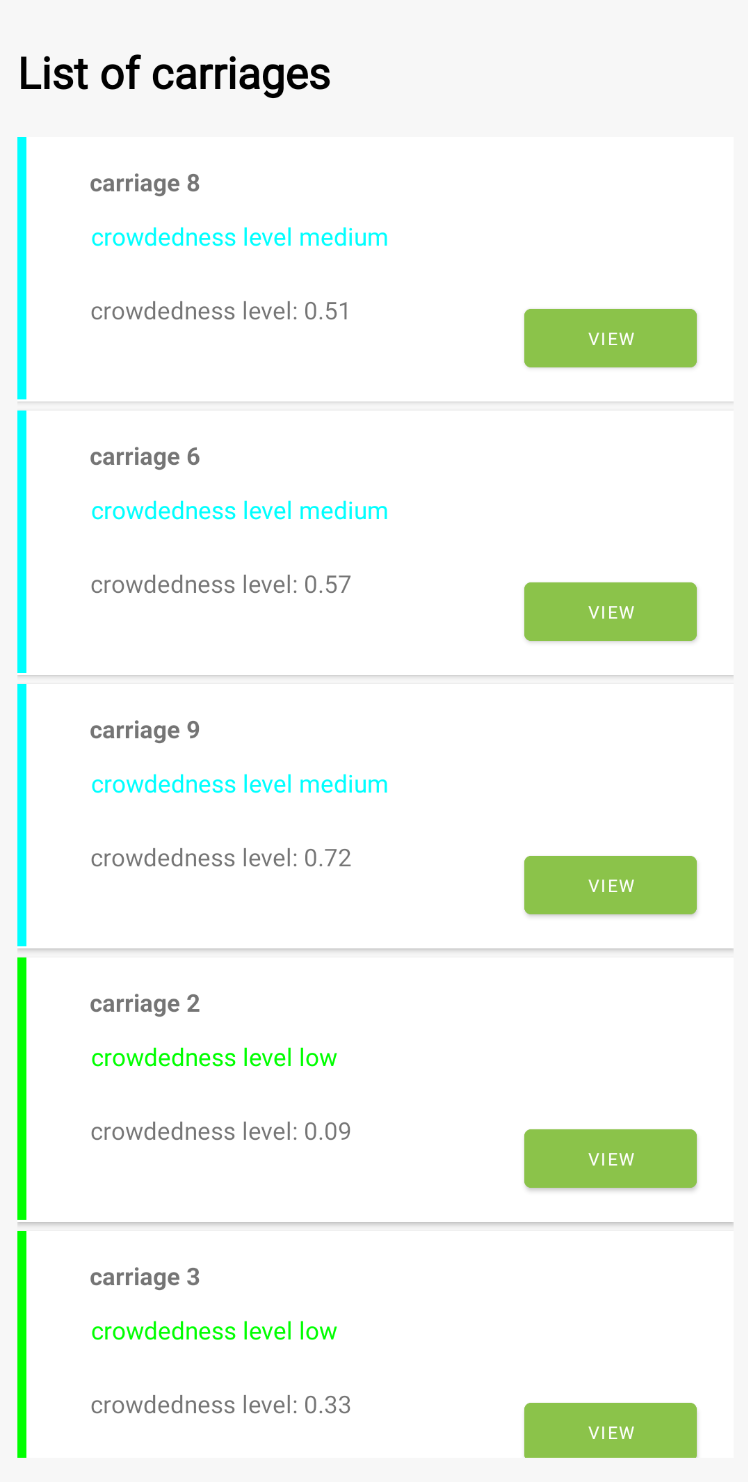 List of carriages
carriage 8
crowdedness level medium
crowdedness level: 0.51
VIEW
carriage 6
crowdedness level medium
crowdedness level: 0.57
VIEW
carriage 9
crowdedness level medium
crowdedness level: 0.72
VIEW
carriage 2
crowdedness level low
crowdedness level: 0.09
VIEW
carriage 3
crowdedness level low
crowdedness level: 0.33
VIEW